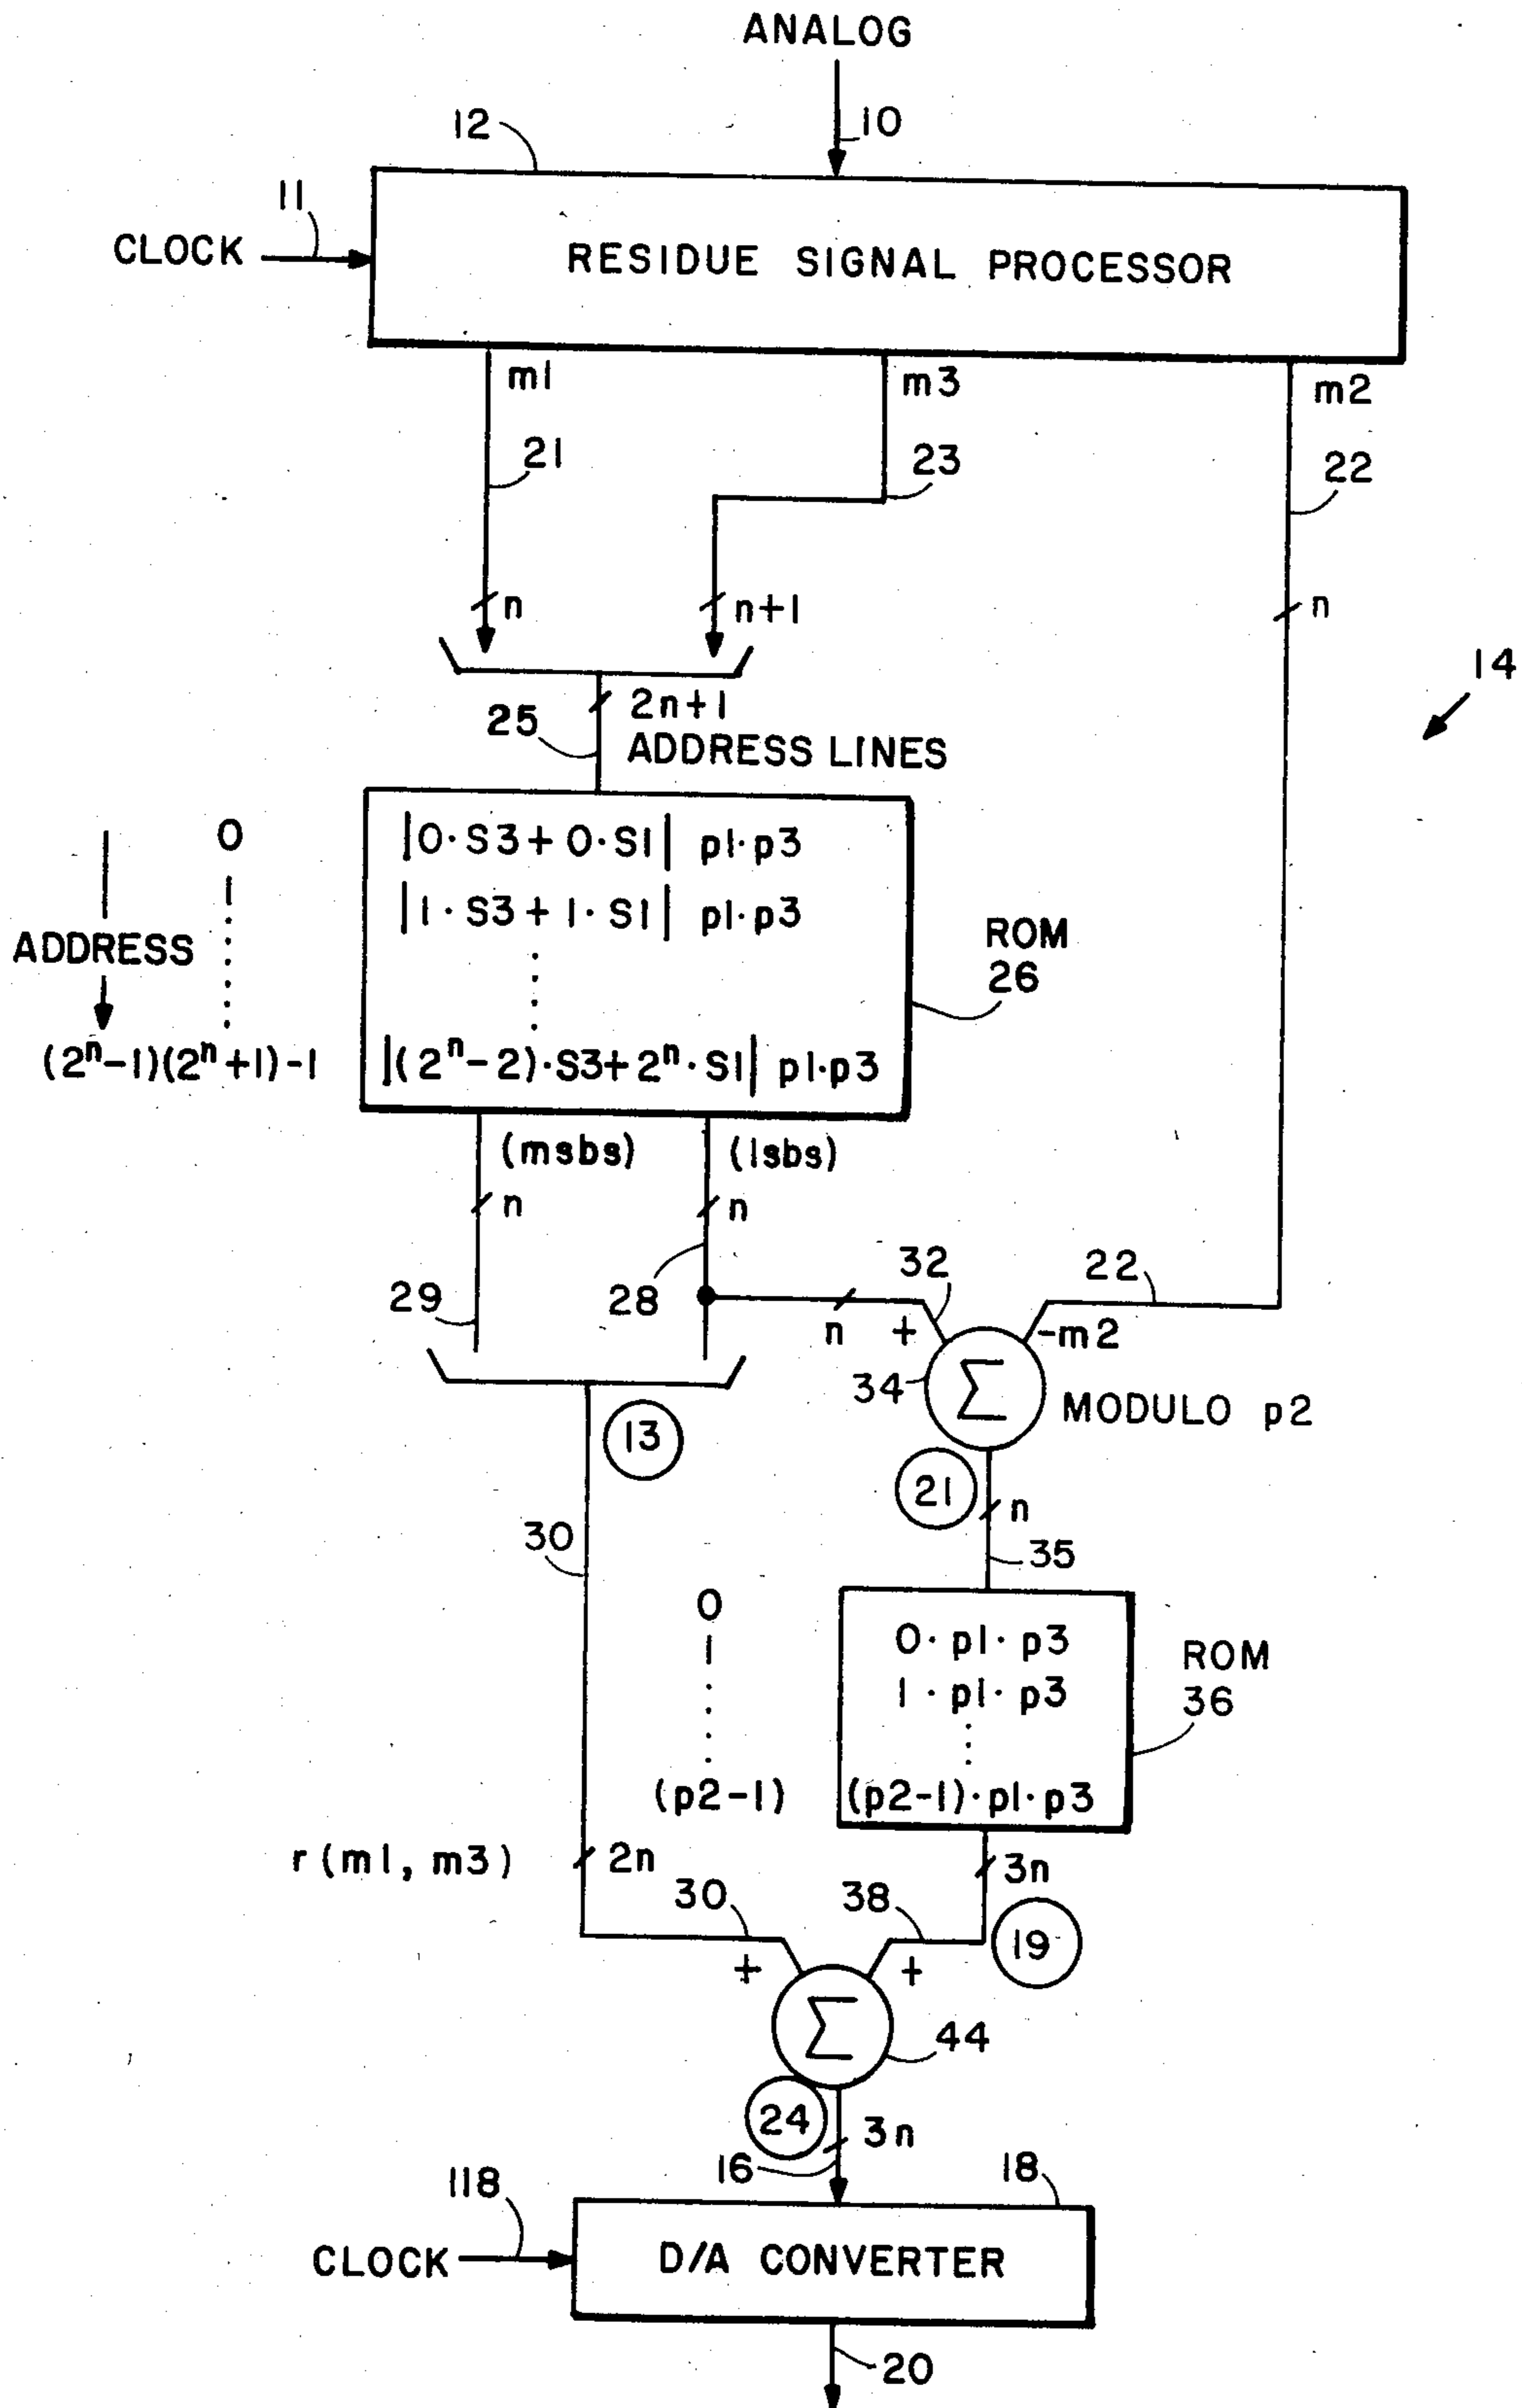 ANALOG
10
12
11
CLOCK
RESIDUE SIGNAL PROCESSOR
m1
m3
m2
21
23
22
n
n+1
n
14
25
2n+1
ADDRESS LINES
0
1
ADDRESS
(2ⁿ-1)(2ⁿ+1)-1
|0·S3+0·S1| p1·p3
|1·S3+1·S1| p1·p3
|(2ⁿ-2)·S3+2ⁿ·S1| p1·p3
ROM
26
(msbs)
(lsbs)
n
n
29
28
32
22
n
+
-m2
34
Σ
MODULO p2
13
21
n
30
35
0
1
(p2-1)
0·p1·p3
1·p1·p3
(p2-1)·p1·p3
ROM
36
r(m1, m3)
2n
3n
30
38
19
+
+
Σ
44
24
3n
16
18
118
CLOCK
D/A CONVERTER
20